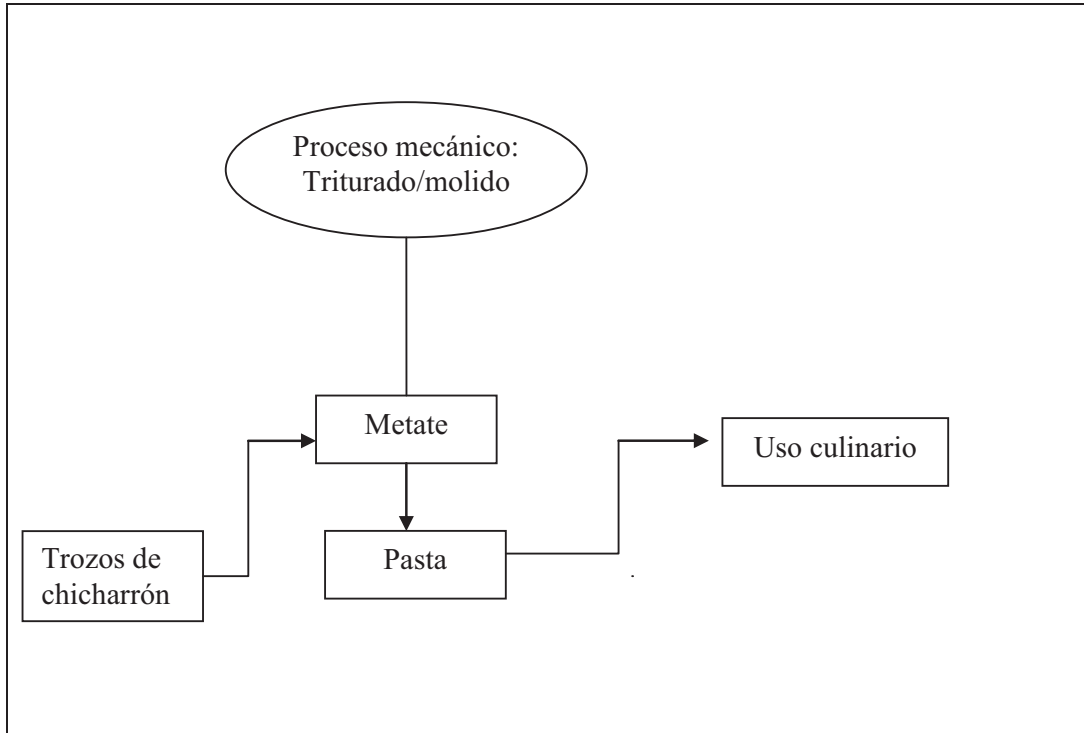 Proceso mecánico:
Triturado/molido
Metate
Uso culinario
Pasta
Trozos de
chicharrón